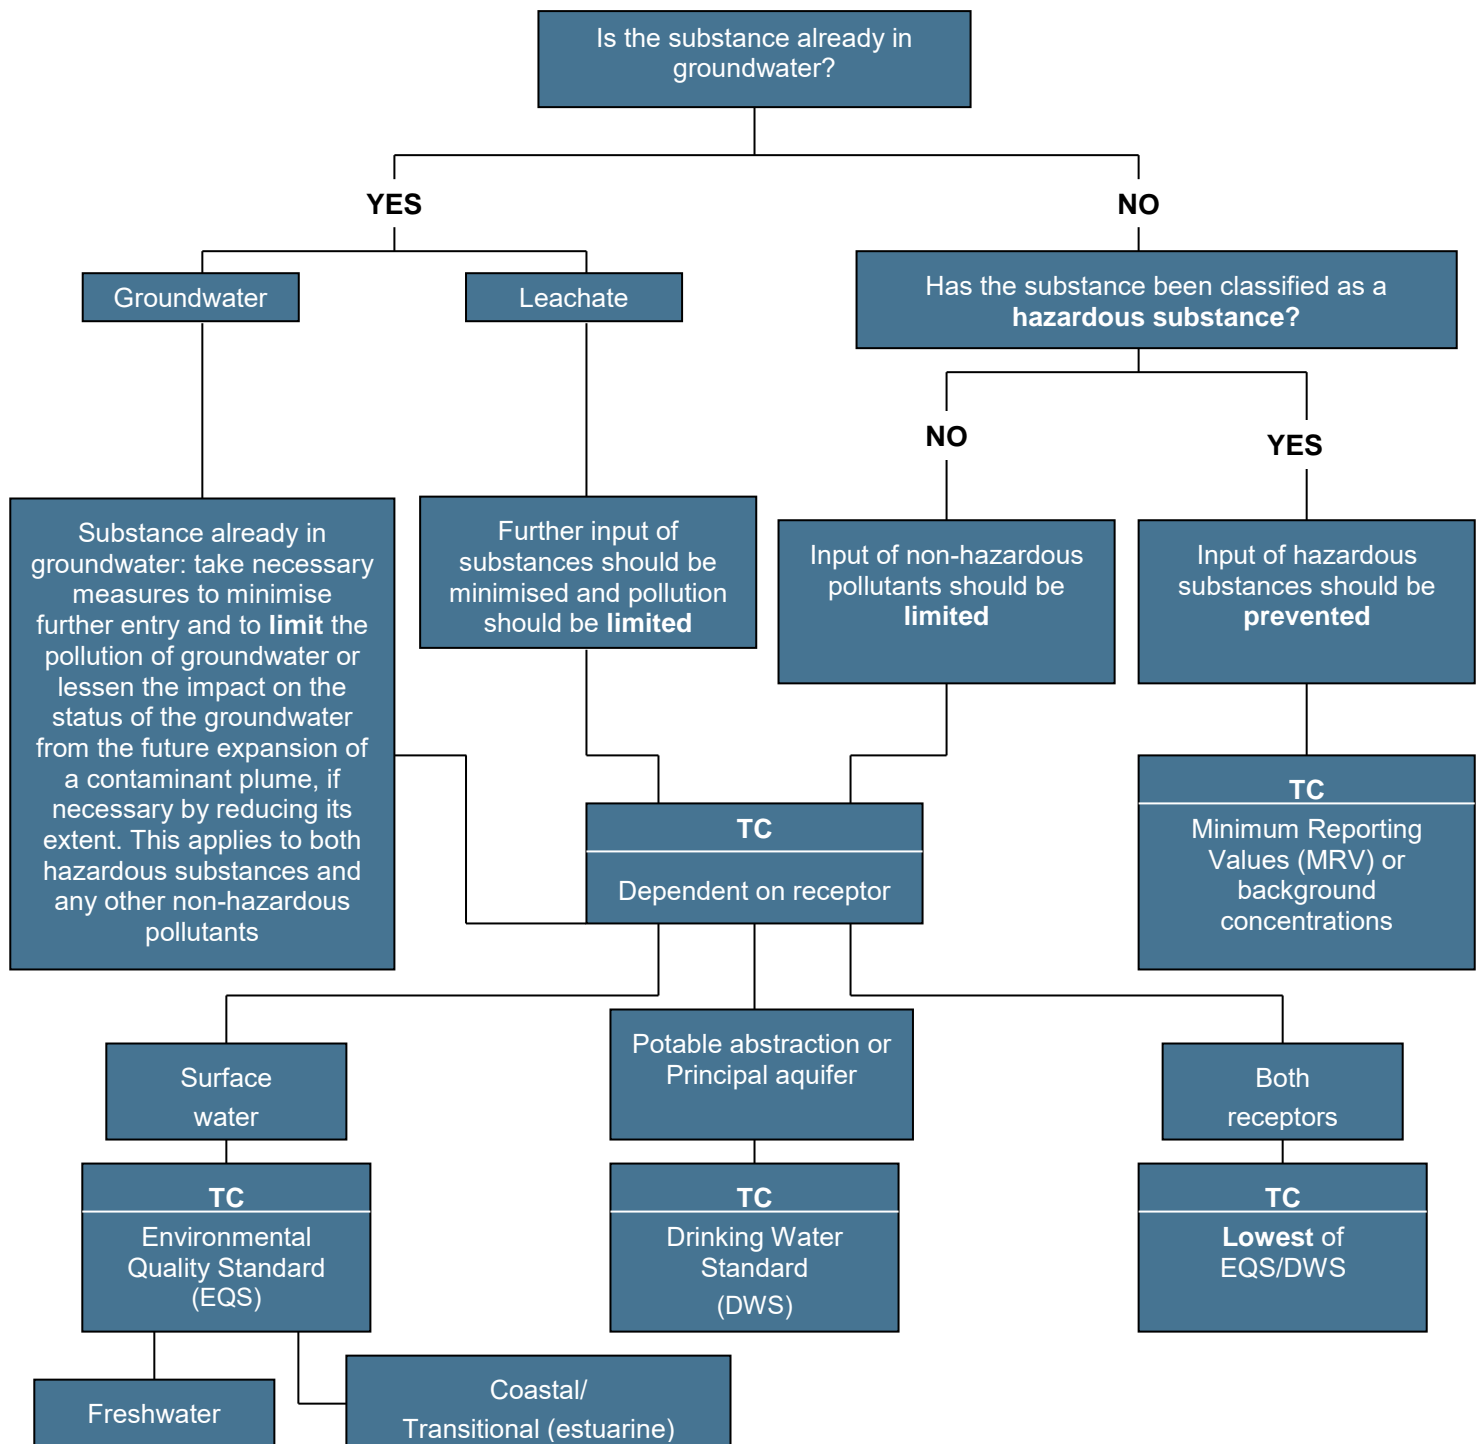 Is the substance already in
groundwater?
YES
NO
Groundwater
Leachate
Has the substance been classified as a
hazardous substance?
NO
YES
Substance already in
groundwater: take necessary
measures to minimise
further entry and to limit the
pollution of groundwater or
lessen the impact on the
status of the groundwater
from the future expansion of
a contaminant plume, if
necessary by reducing its
extent. This applies to both
hazardous substances and
any other non-hazardous
pollutants
Further input of
substances should be
minimised and pollution
should be limited
Input of non-hazardous
pollutants should be
limited
Input of hazardous
substances should be
prevented
TC
Dependent on receptor
TC
Minimum Reporting
Values (MRV) or
background
concentrations
Surface
water
Potable abstraction or
Principal aquifer
Both
receptors
TC
Environmental
Quality Standard
(EQS)
TC
Drinking Water
Standard
(DWS)
TC
Lowest of
EQS/DWS
Freshwater
Coastal/
Transitional (estuarine)